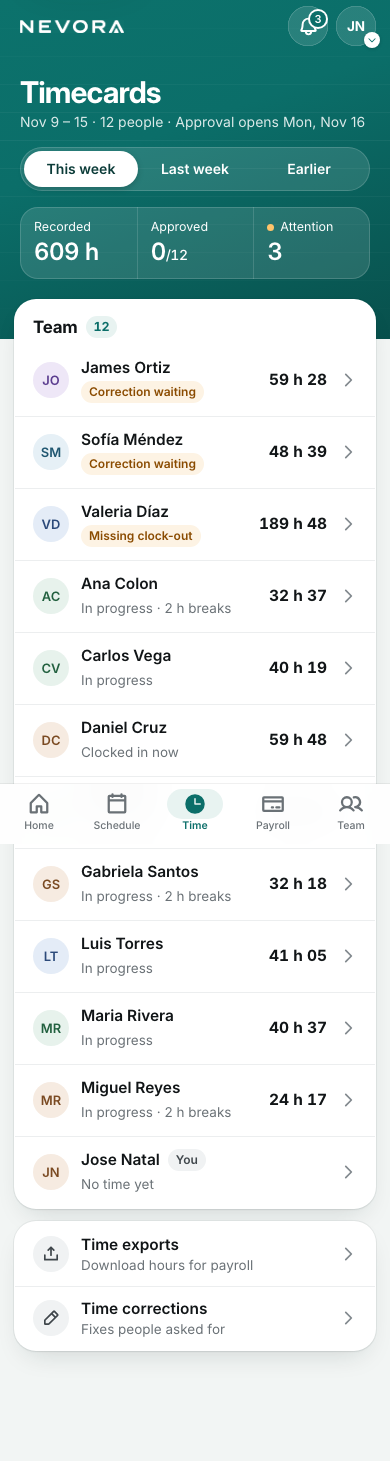 NEVORA
3
JN
Timecards
Nov 9 – 15 · 12 people · Approval opens Mon, Nov 16
This week
Last week
Earlier
Recorded
609 h
Approved
0/12
Attention
3
Team 12
JO
James Ortiz
Correction waiting
59 h 28
SM
Sofía Méndez
Correction waiting
48 h 39
VD
Valeria Díaz
Missing clock-out
189 h 48
AC
Ana Colon
In progress · 2 h breaks
32 h 37
CV
Carlos Vega
In progress
40 h 19
DC
Daniel Cruz
Clocked in now
59 h 48
Home
Schedule
Time
Payroll
Team
GS
Gabriela Santos
In progress · 2 h breaks
32 h 18
LT
Luis Torres
In progress
41 h 05
MR
Maria Rivera
In progress
40 h 37
MR
Miguel Reyes
In progress · 2 h breaks
24 h 17
JN
Jose Natal You
No time yet
Time exports
Download hours for payroll
Time corrections
Fixes people asked for